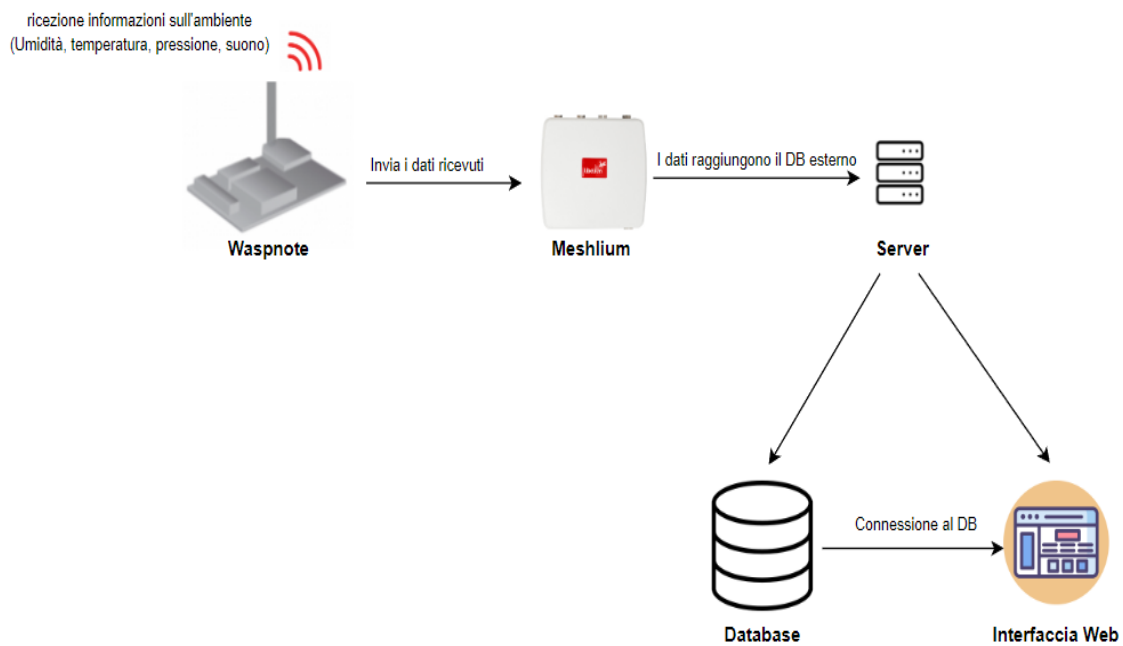 ricezione informazioni sull'ambiente
(Umidità, temperatura, pressione, suono)
Invia i dati ricevuti
I dati raggiungono il DB esterno
Waspnote
Meshlium
Server
Connessione al DB
Database
Interfaccia Web